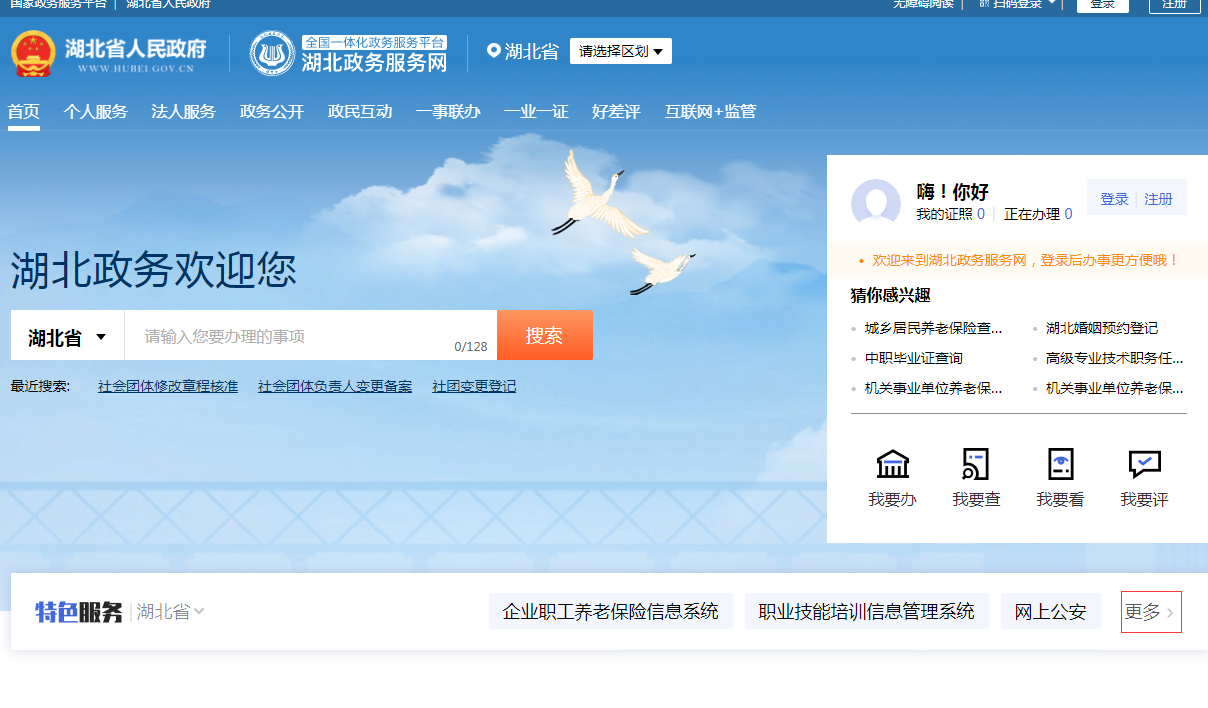 国家政务服务平台 | 湖北省人民政府
无障碍阅读 | 扫码登录 | 登录 注册
湖北省人民政府
WWW.HUBEI.GOV.CN
全国一体化政务服务平台
湖北政务服务网
湖北省 请选择区划
首页 个人服务 法人服务 政务公开 政民互动 一事联办 一业一证 好差评 互联网+监管
湖北政务欢迎您
湖北省 请输入您要办理的事项 0/128 搜索
最近搜索: 社会团体修改章程核准 社会团体负责人变更备案 社团变更登记
嗨！你好
我的证照 0 | 正在办理 0
登录 | 注册
• 欢迎来到湖北政务服务网，登录后办事更方便哦！
猜你感兴趣
城乡居民养老保险查... 湖北婚姻预约登记
中职毕业证查询 高级专业技术职务任...
机关事业单位养老保... 机关事业单位养老保...
我要办 我要查 我要看 我要评
特色服务 | 湖北省
企业职工养老保险信息系统 职业技能培训信息管理系统 网上公安 更多 >